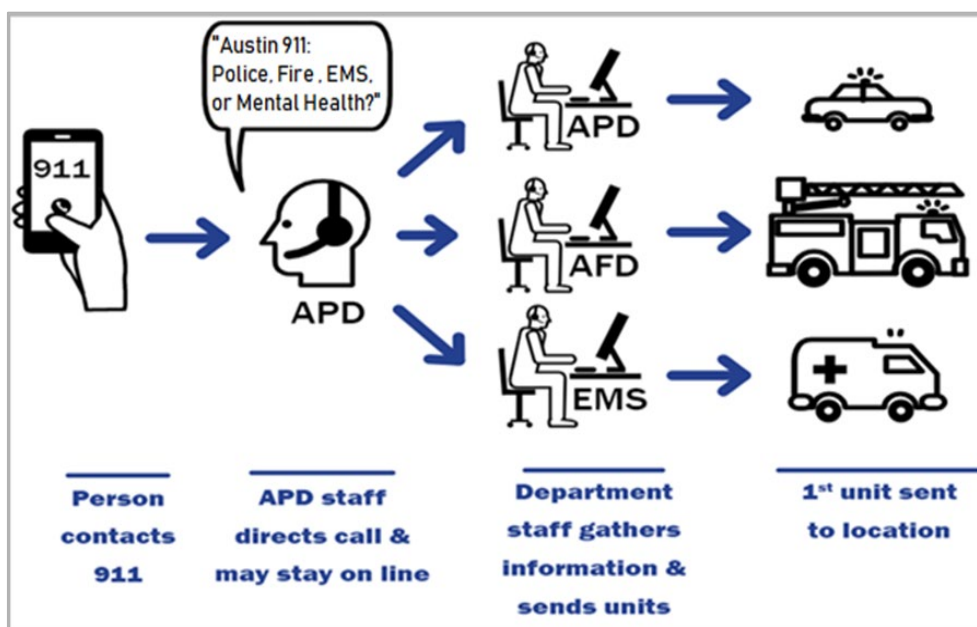 "Austin 911:
Police, Fire , EMS,
or Mental Health?"
911
APD
APD
AFD
EMS
Person
contacts
911
APD staff
directs call &
may stay on line
Department
staff gathers
information &
sends units
1st unit sent
to location